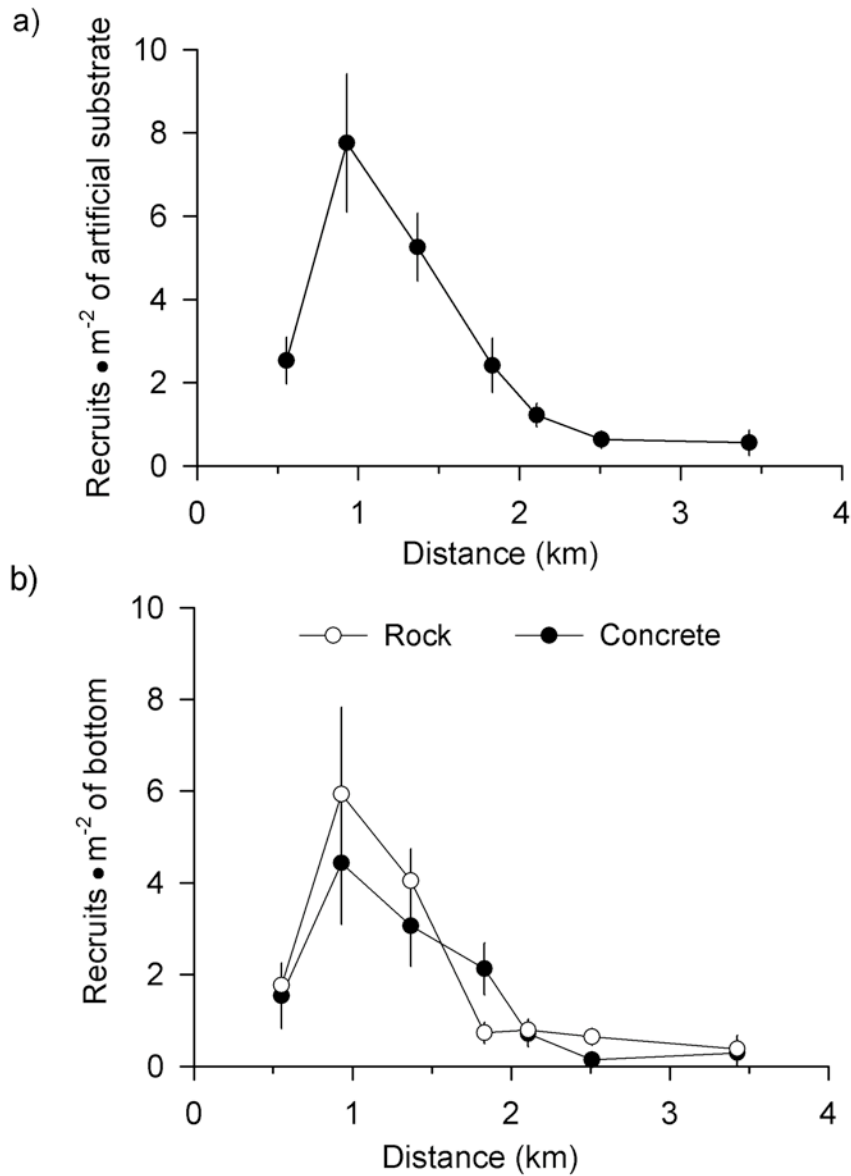 a)
Recruits • m⁻² of artificial substrate
10
8
6
4
2
0
0 1 2 3 4
Distance (km)
b)
Recruits • m⁻² of bottom
10
8
6
4
2
0
Rock Concrete
0 1 2 3 4
Distance (km)